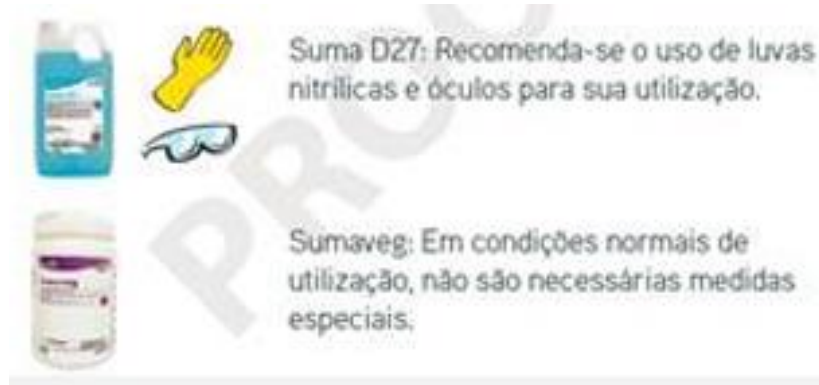 Suma D27: Recomenda-se o uso de luvas
nitrílicas e óculos para sua utilização.
Sumaveg: Em condições normais de
utilização, não são necessárias medidas
especiais.
PROC